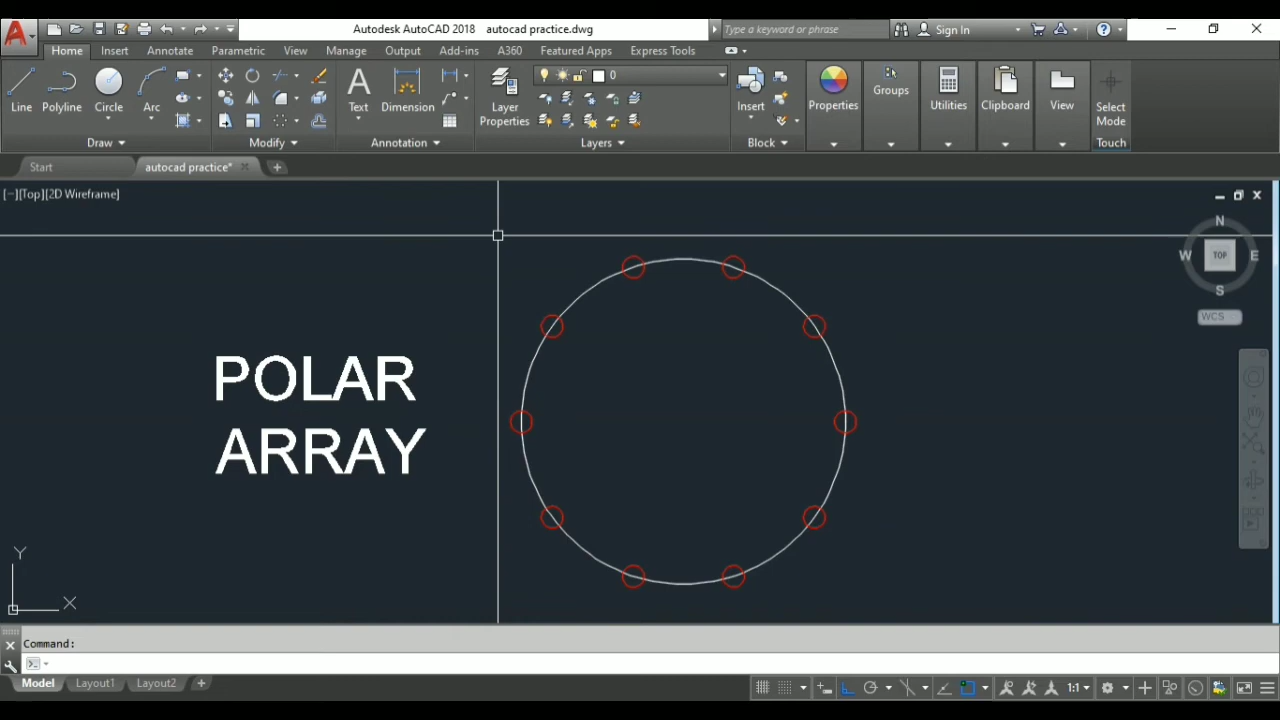 Autodesk AutoCAD 2018 autocad practice.dwg
Type a keyword or phrase
Sign In
Home Insert Annotate Parametric View Manage Output Add-ins A360 Featured Apps Express Tools
0
Line Polyline Circle Arc
Text Dimension
Layer Properties
Insert
Properties Groups Utilities Clipboard View
Select Mode
Draw Modify Annotation Layers Block Touch
Start autocad practice*
[−][Top][2D Wireframe]
N
W TOP E
S
WCS
POLAR
ARRAY
Y
X
Command:
Model Layout1 Layout2
1:1